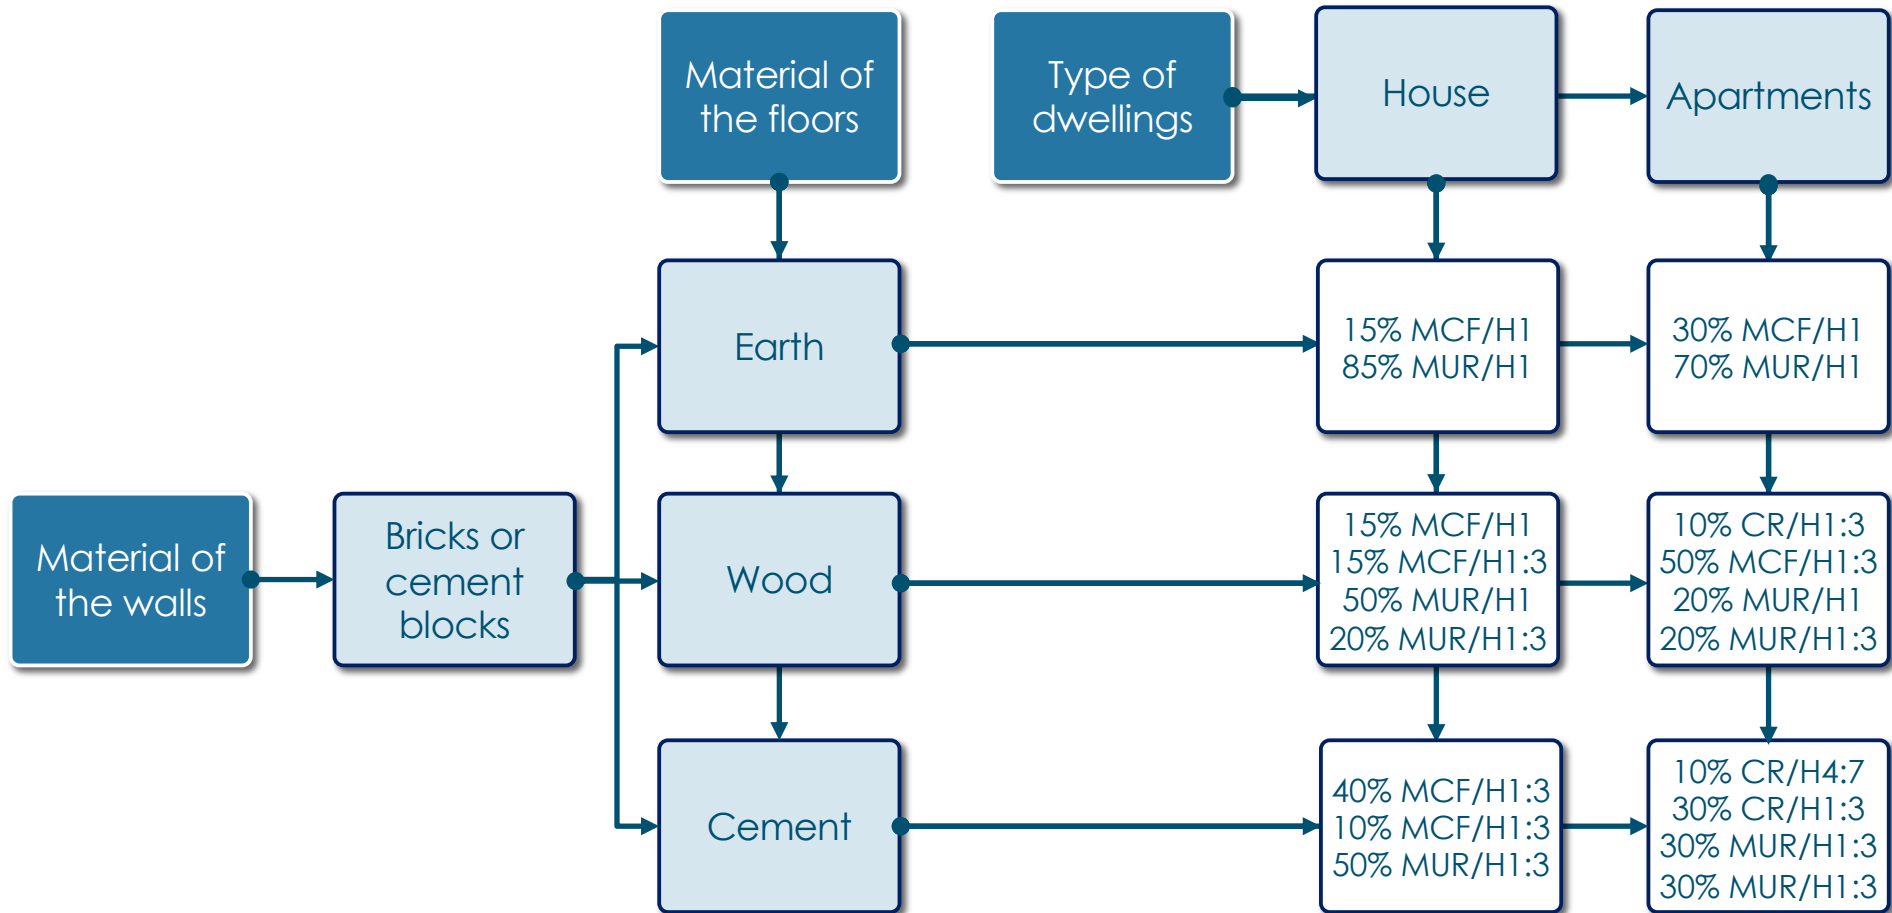 Material of
the floors
Type of
dwellings
House
Apartments
Earth
15% MCF/H1
85% MUR/H1
30% MCF/H1
70% MUR/H1
Material of
the walls
Bricks or
cement
blocks
Wood
15% MCF/H1
15% MCF/H1:3
50% MUR/H1
20% MUR/H1:3
10% CR/H1:3
50% MCF/H1:3
20% MUR/H1
20% MUR/H1:3
Cement
40% MCF/H1:3
10% MCF/H1:3
50% MUR/H1:3
10% CR/H4:7
30% CR/H1:3
30% MUR/H1:3
30% MUR/H1:3